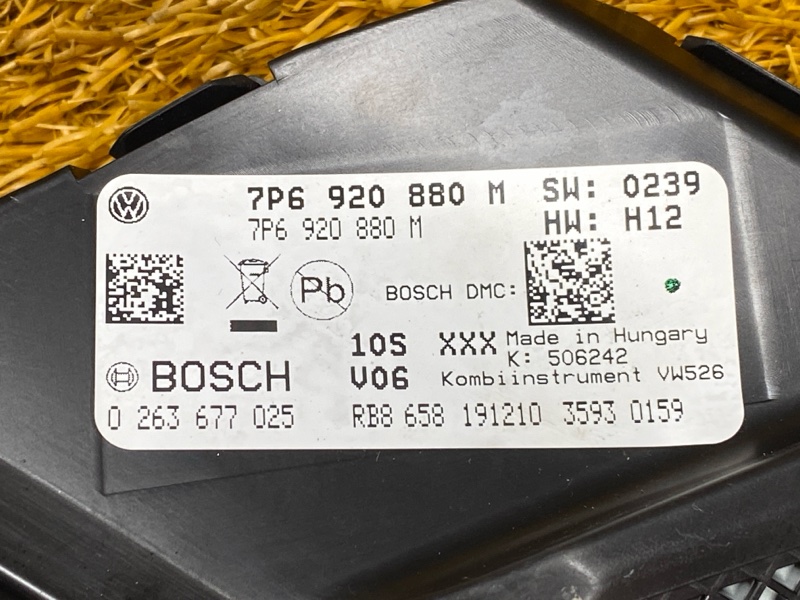 7P6 920 880 M SW: 0239
7P6 920 880 M HW: H12
Pb
BOSCH DMC:
10S XXX Made in Hungary
K: 506242
BOSCH V06 Kombiinstrument VW526
0 263 677 025 RB8 658 191210 3593 0159